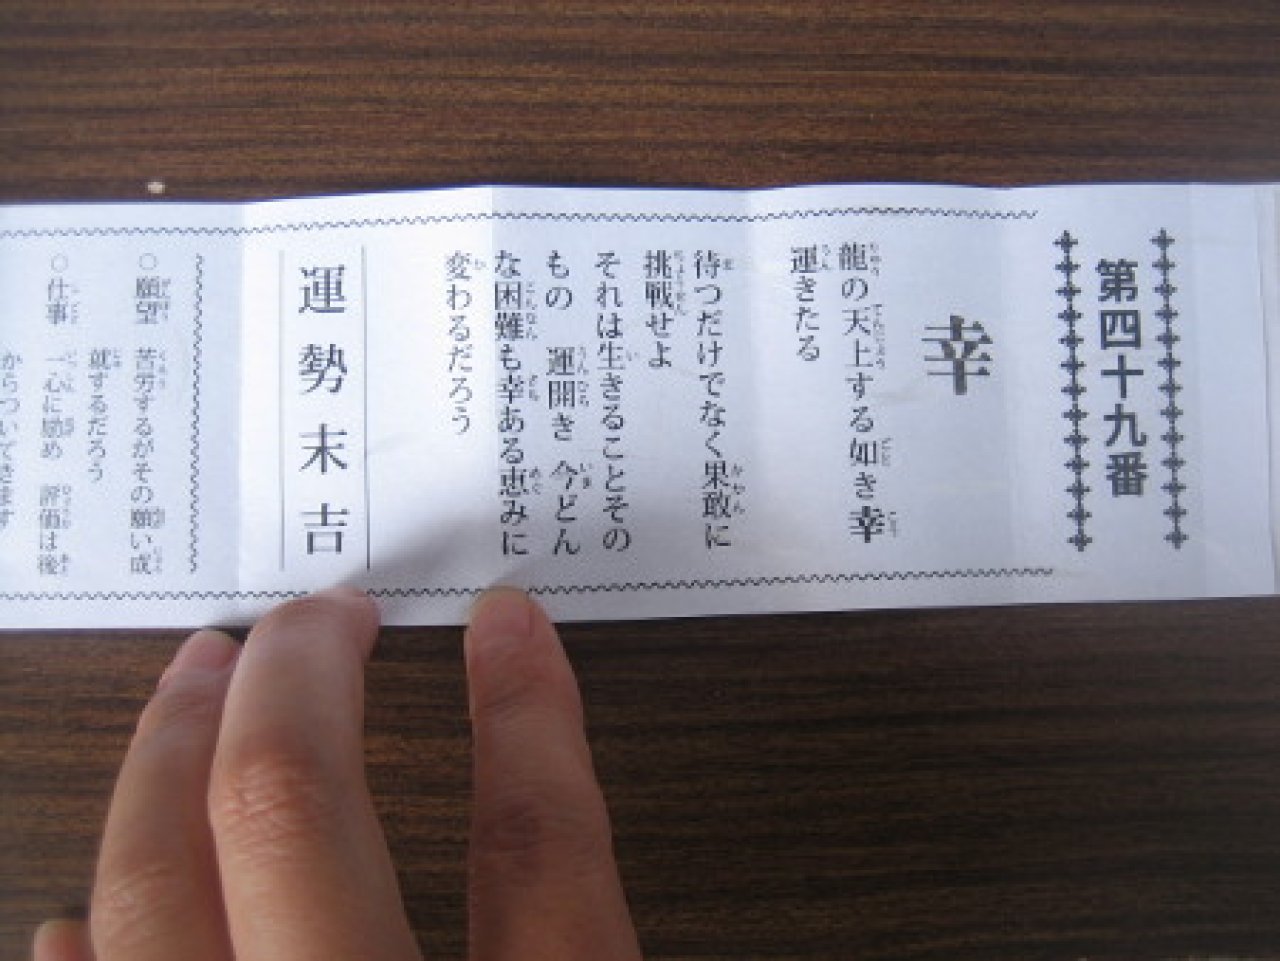 第四十九番
幸
龍の天上する如き幸
運きたる
待つだけでなく果敢に
挑戦せよ
それは生きることその
もの　運開き　今どん
な困難も幸ある恵みに
変わるだろう
運勢末吉
○願望　苦労するがその願い成
就するだろう
○仕事　一心に励め　評価は後
からついてきます